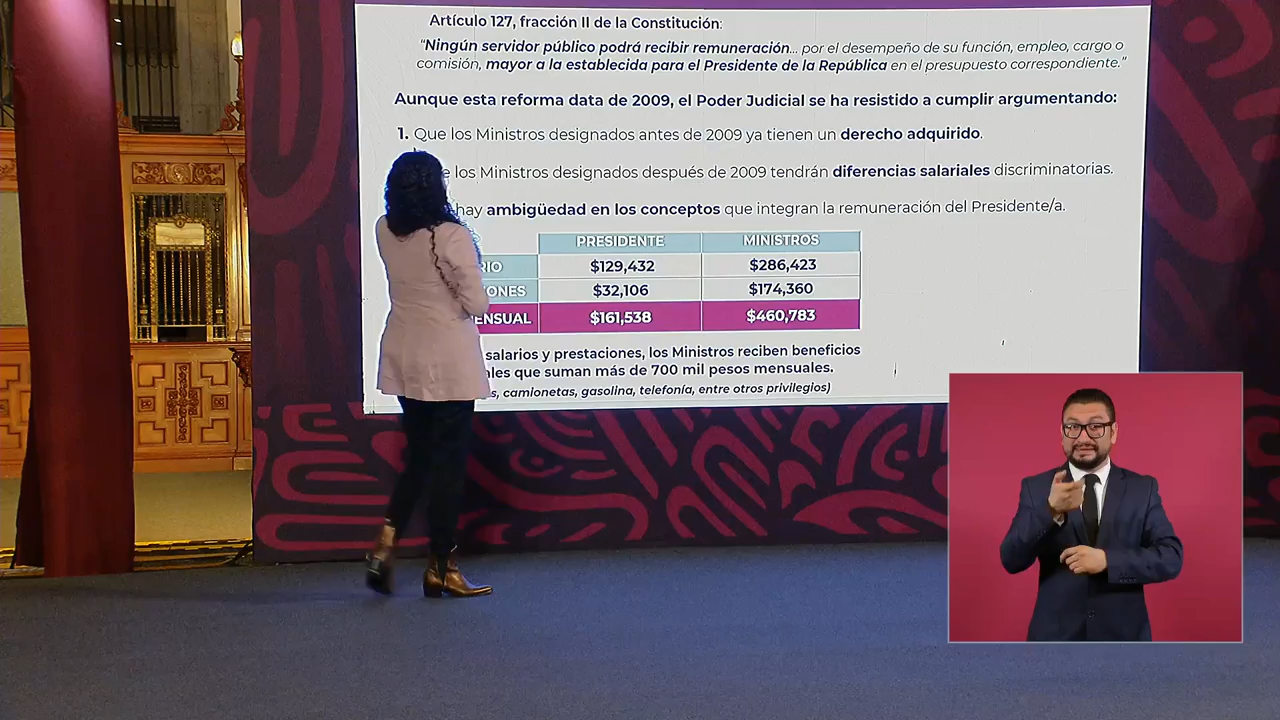 Artículo 127, fracción II de la Constitución:
“Ningún servidor público podrá recibir remuneración... por el desempeño de su función, empleo, cargo o
comisión, mayor a la establecida para el Presidente de la República en el presupuesto correspondiente.”
Aunque esta reforma data de 2009, el Poder Judicial se ha resistido a cumplir argumentando:
1. Que los Ministros designados antes de 2009 ya tienen un derecho adquirido.
los Ministros designados después de 2009 tendrán diferencias salariales discriminatorias.
hay ambigüedad en los conceptos que integran la remuneración del Presidente/a.
PRESIDENTE MINISTROS
RIO $129,432 $286,423
ONES $32,106 $174,360
ENSUAL $161,538 $460,783
salarios y prestaciones, los Ministros reciben beneficios
les que suman más de 700 mil pesos mensuales.
s, camionetas, gasolina, telefonía, entre otros privilegios)